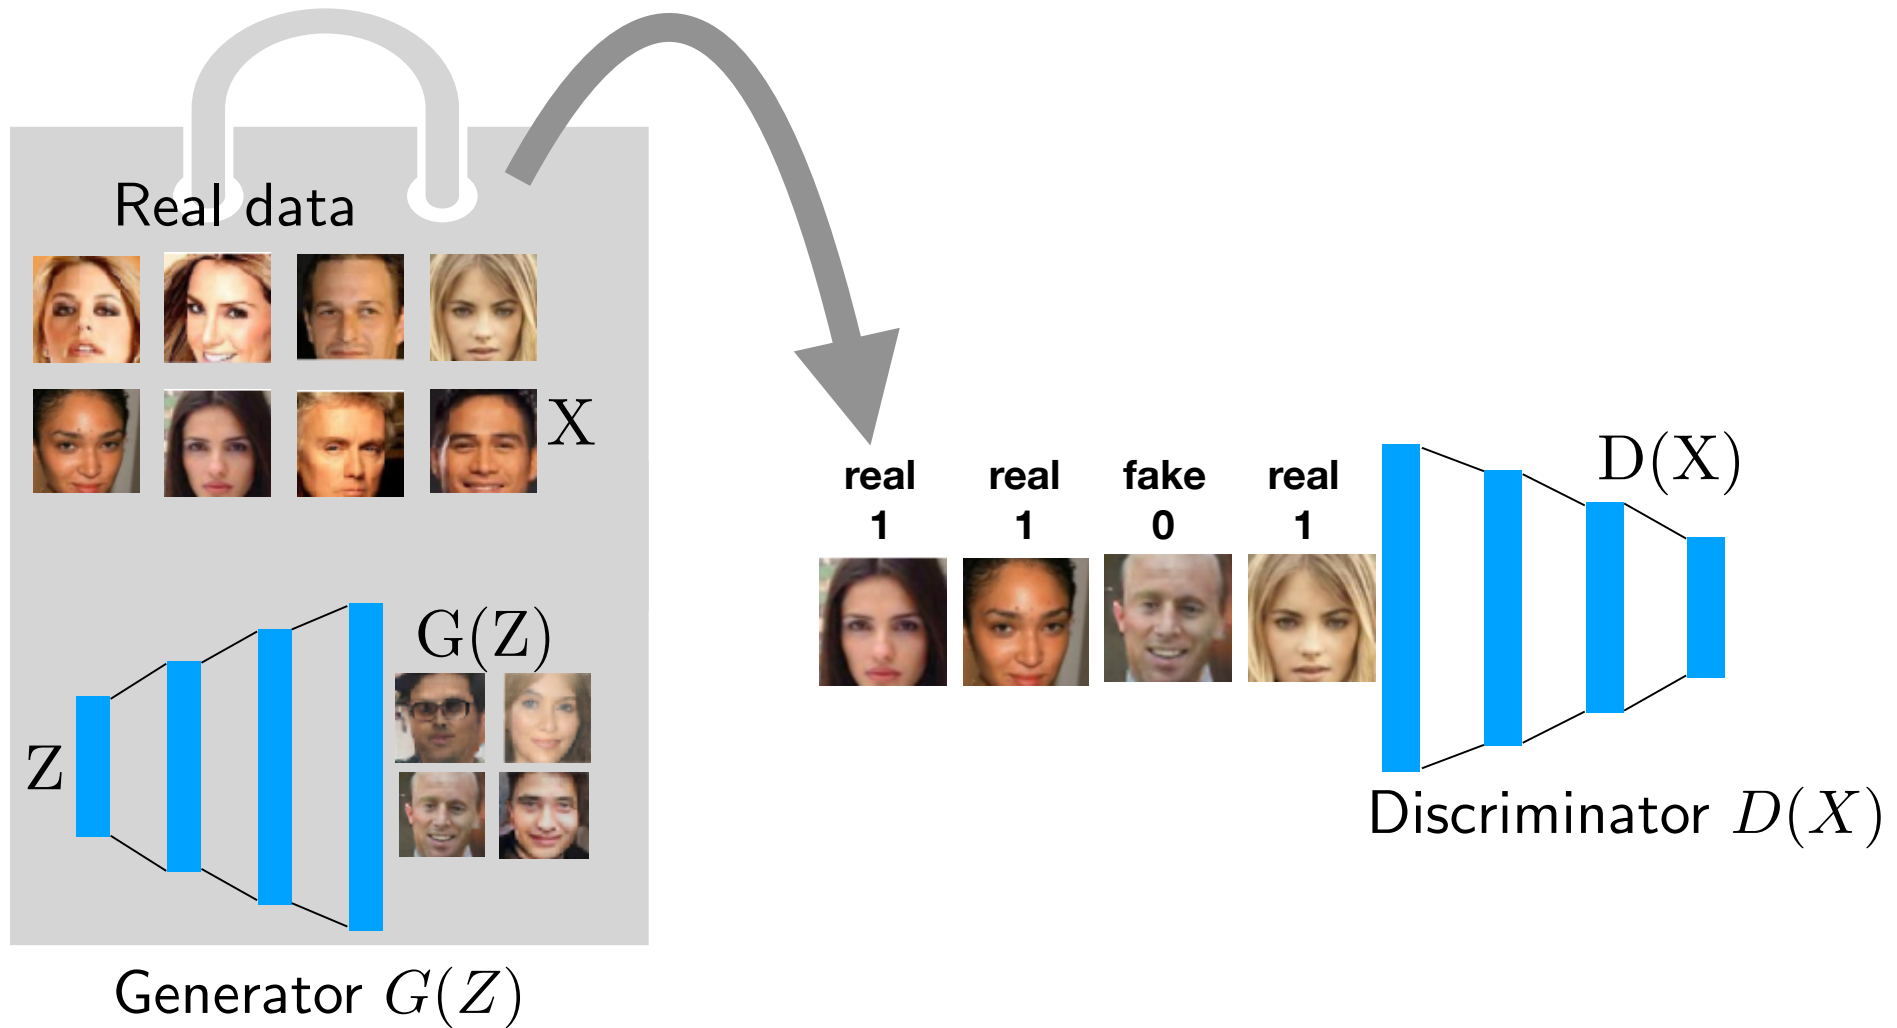 Real data
X
G(Z)
Z
Generator G(Z)
real real fake real
1 1 0 1
D(X)
Discriminator D(X)